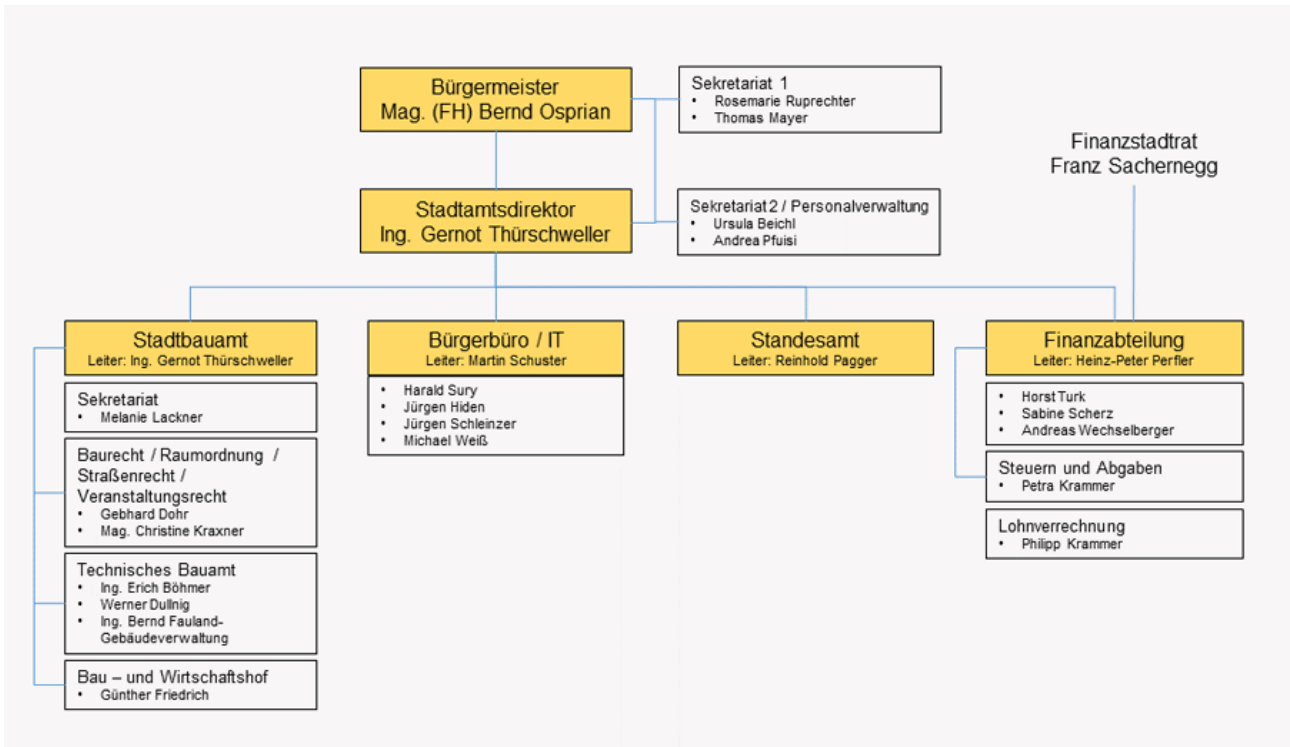 Bürgermeister
Mag. (FH) Bernd Osprian
Sekretariat 1
• Rosemarie Ruprechter
• Thomas Mayer
Finanzstadtrat
Franz Sachernegg
Stadtamtsdirektor
Ing. Gernot Thürschweller
Sekretariat2 / Personalverwaltung
• Ursula Beichl
• Andrea Pfuisi
Stadtbauamt
Leiter: Ing. Gernot Thürschweller
Sekretariat
• Melanie Lackner
Baurecht / Raumordnung /
Straßenrecht /
Veranstaltungsrecht
• Gebhard Dohr
• Mag. Christine Kraxner
Technisches Bauamt
• Ing. Erich Böhmer
• Werner Dullnig
• Ing. Bernd Fauland-
Gebäudeverwaltung
Bau – und Wirtschaftshof
• Günther Friedrich
Bürgerbüro / IT
Leiter: Martin Schuster
• Harald Sury
• Jürgen Hiden
• Jürgen Schleinzer
• Michael Weiß
Standesamt
Leiter: Reinhold Pagger
Finanzabteilung
Leiter: Heinz-Peter Perfler
• Horst Turk
• Sabine Scherz
• Andreas Wechselberger
Steuern und Abgaben
• Petra Krammer
Lohnverrechnung
• Philipp Krammer